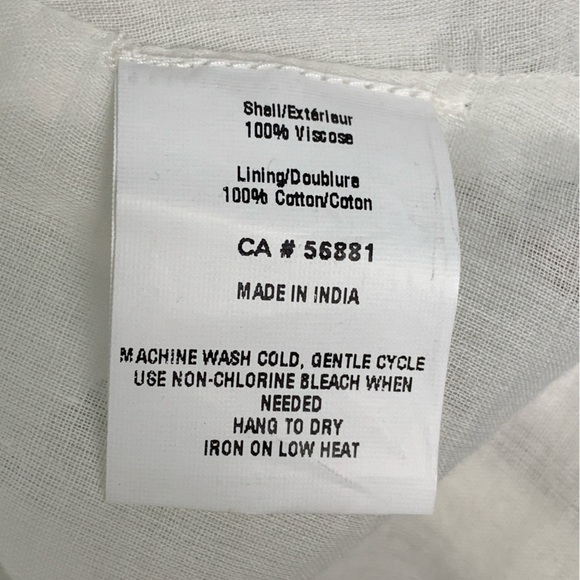 Shell/Extérieur
100% Viscose
Lining/Doublure
100% Cotton/Coton
CA # 56881
MADE IN INDIA
MACHINE WASH COLD, GENTLE CYCLE
USE NON-CHLORINE BLEACH WHEN
NEEDED
HANG TO DRY
IRON ON LOW HEAT